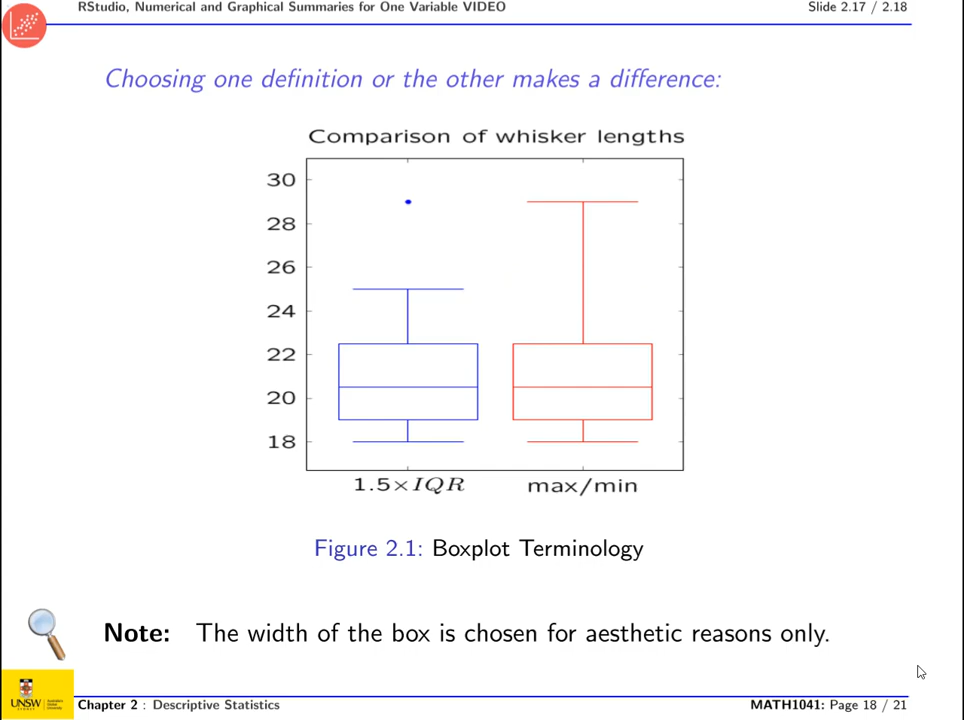 RStudio, Numerical and Graphical Summaries for One Variable VIDEO
Slide 2.17 / 2.18
Choosing one definition or the other makes a difference:
Comparison of whisker lengths
30
28
26
24
22
20
18
1.5×IQR
max/min
Figure 2.1: Boxplot Terminology
Note: The width of the box is chosen for aesthetic reasons only.
UNSW
Chapter 2 : Descriptive Statistics
MATH1041: Page 18 / 21